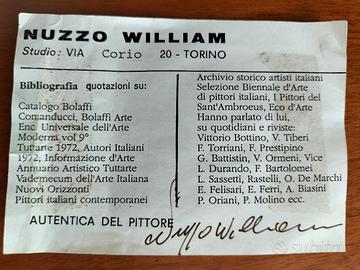 NUZZO WILLIAM
Studio: VIA Corio 20 - TORINO
Bibliografia quotazioni su:
Catalogo Bolaffi
Comanducci, Bolaffi Arte
Enc Universale dell'Arte
Moderna vol 9°
Tuttarte 1972, Autori Italiani
1972, Informazione d'Arte
Annuario Artistico Tuttarte
Vademecum dell'Arte Italiana
Nuovi Orizzonti
Pittori italiani contemporanei
Archivio storico artisti italiani
Selezione Biennale d'Arte
di pittori italiani, I Pittori del
Sant'Ambroeus, Eco d'Arte
Hanno parlato di lui,
su quotidiani e riviste:
Vittorio Bottino, V. Tiberi
F. Torriani, F. Prestipino
G. Battistin, V. Ormeni, Vice
L. Durando, F. Bartolomei
L. Sassetti, Rastelli, O. De Marchi
E. Felisari, E. Ferri, A. Biasini
P. Oriani, P. Molino ecc.
AUTENTICA DEL PITTORE
Nuzzo William
subito